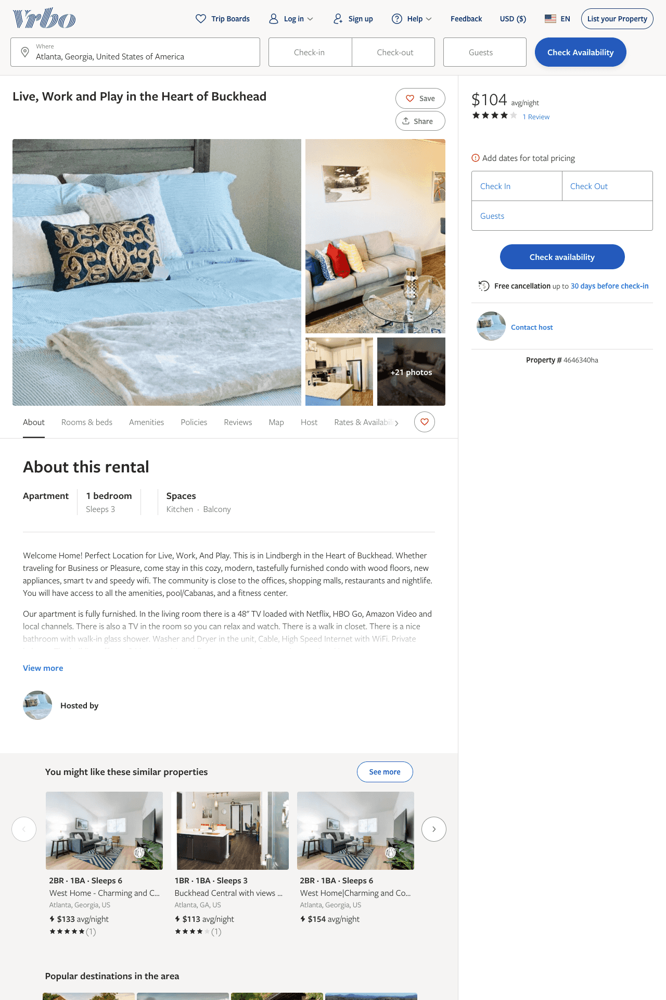 Vrbo
Trip Boards
Log in
Sign up
Help
Feedback
USD ($)
EN
List your Property
Where
Atlanta, Georgia, United States of America
Check-in
Check-out
Guests
Check Availability
Live, Work and Play in the Heart of Buckhead
Save
Share
$104 avg/night
1 Review
Add dates for total pricing
Check In
Check Out
Guests
Check availability
Free cancellation up to 30 days before check-in
Contact host
Property # 4646340ha
+21 photos
About
Rooms & beds
Amenities
Policies
Reviews
Map
Host
Rates & Availabili
About this rental
Apartment
1 bedroom
Sleeps 3
Spaces
Kitchen · Balcony
Welcome Home! Perfect Location for Live, Work, And Play. This is in Lindbergh in the Heart of Buckhead. Whether
traveling for Business or Pleasure, come stay in this cozy, modern, tastefully furnished condo with wood floors, new
appliances, smart tv and speedy wifi. The community is close to the offices, shopping malls, restaurants and nightlife.
You will have access to all the amenities, pool/Cabanas, and a fitness center.
Our apartment is fully furnished. In the living room there is a 48″ TV loaded with Netflix, HBO Go, Amazon Video and
local channels. There is also a TV in the room so you can relax and watch. There is a walk in closet. There is a nice
bathroom with walk-in glass shower. Washer and Dryer in the unit, Cable, High Speed Internet with WiFi. Private
View more
Hosted by
You might like these similar properties
See more
WEST
WEST
2BR · 1BA · Sleeps 6
West Home - Charming and C...
Atlanta, Georgia, US
$133 avg/night
(1)
1BR · 1BA · Sleeps 3
Buckhead Central with views ...
Atlanta, GA, US
$113 avg/night
(1)
2BR · 1BA · Sleeps 6
West Home|Charming and Co...
Atlanta, Georgia, US
$154 avg/night
Popular destinations in the area